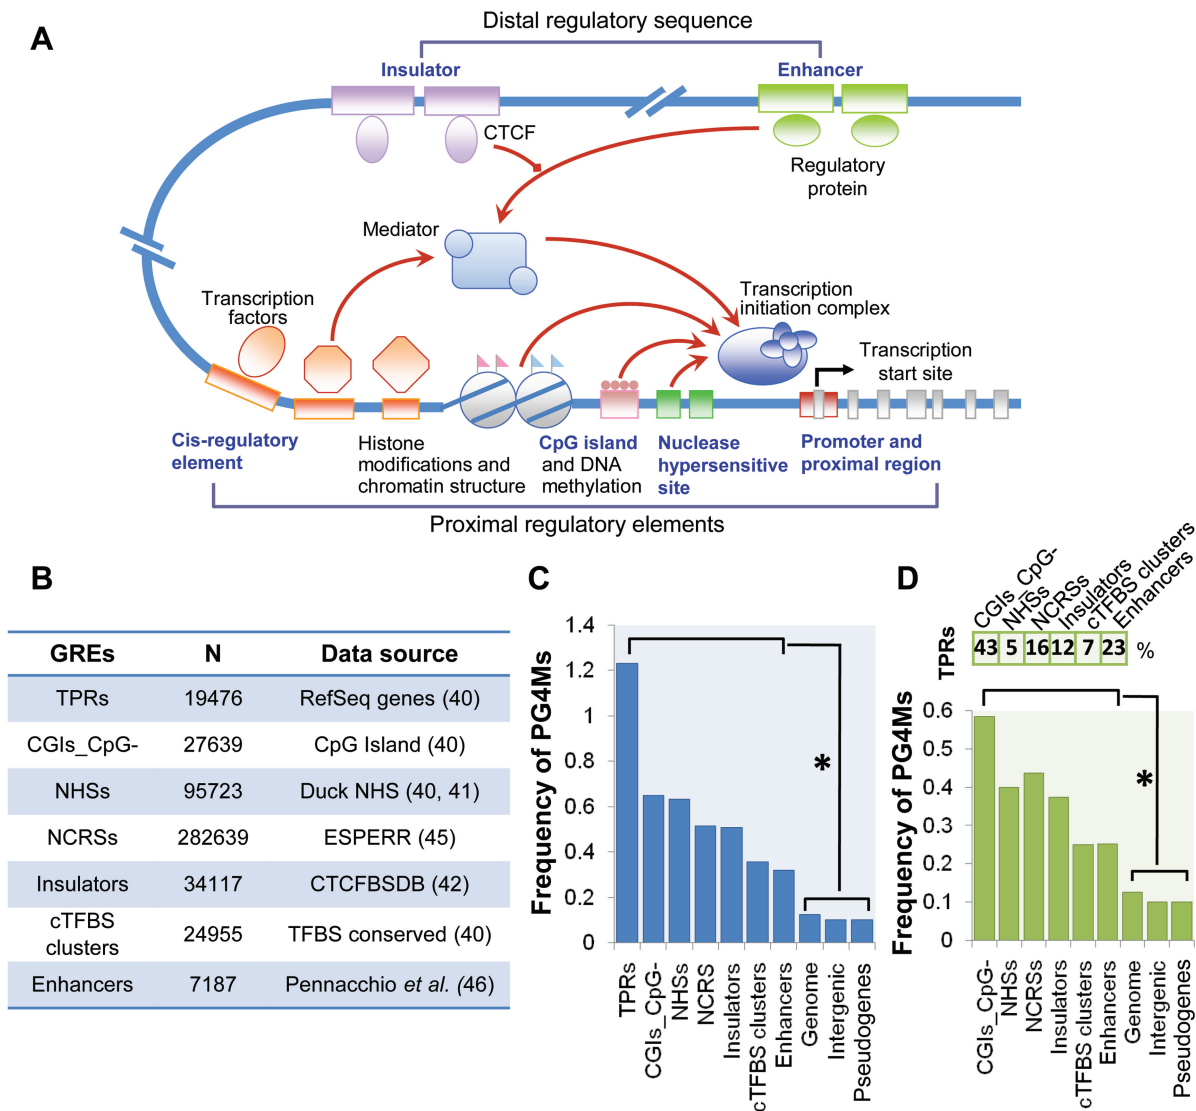 A
Distal regulatory sequence
Insulator
Enhancer
CTCF
Regulatory
protein
Mediator
Transcription
factors
Transcription
initiation complex
Transcription
start site
Cis-regulatory
element
Histone
modifications and
chromatin structure
CpG island
and DNA
methylation
Nuclease
hypersensitive
site
Promoter and
proximal region
Proximal regulatory elements
B
GREs N Data source
TPRs 19476 RefSeq genes (40)
CGIs_CpG- 27639 CpG Island (40)
NHSs 95723 Duck NHS (40, 41)
NCRSs 282639 ESPERR (45)
Insulators 34117 CTCFBSDB (42)
cTFBS
clusters 24955 TFBS conserved (40)
Enhancers 7187 Pennacchio et al. (46)
C
Frequency of PG4Ms
1.4
1.2
1
0.8
0.6
0.4
0.2
0
*
TPRs
CGIs_CpG-
NHSs
NCRS
Insulators
cTFBS clusters
Enhancers
Genome
Intergenic
Pseudogenes
D
CGIs_CpG-
NHSs
NCRSs
Insulators
cTFBS clusters
Enhancers
TPRs
43 5 16 12 7 23 %
Frequency of PG4Ms
0.6
0.5
0.4
0.3
0.2
0.1
0
*
CGIs_CpG-
NHSs
NCRSs
Insulators
cTFBS clusters
Enhancers
Genome
Intergenic
Pseudogenes